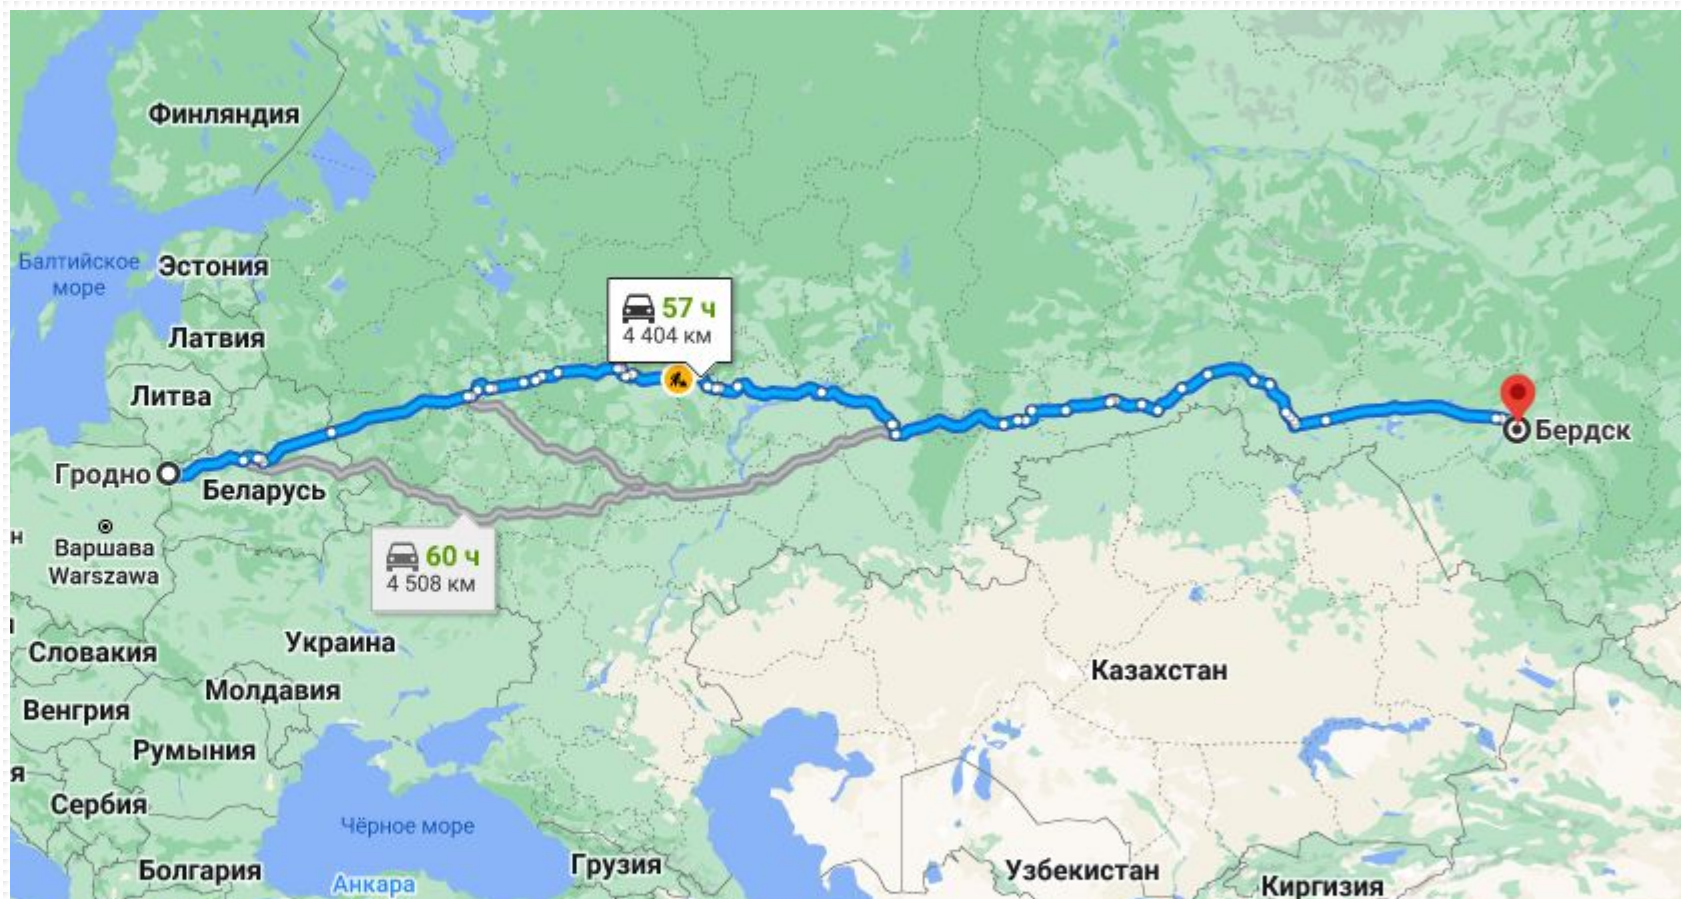 Финляндия
Балтийское
море
Эстония
57 ч
4 404 км
Латвия
Литва
Бердск
Гродно
Беларусь
Варшава
Warszawa
60 ч
4 508 км
Украина
Словакия
Казахстан
Молдавия
Венгрия
Румыния
Сербия
Чёрное море
Болгария
Грузия
Узбекистан
Анкара
Киргизия